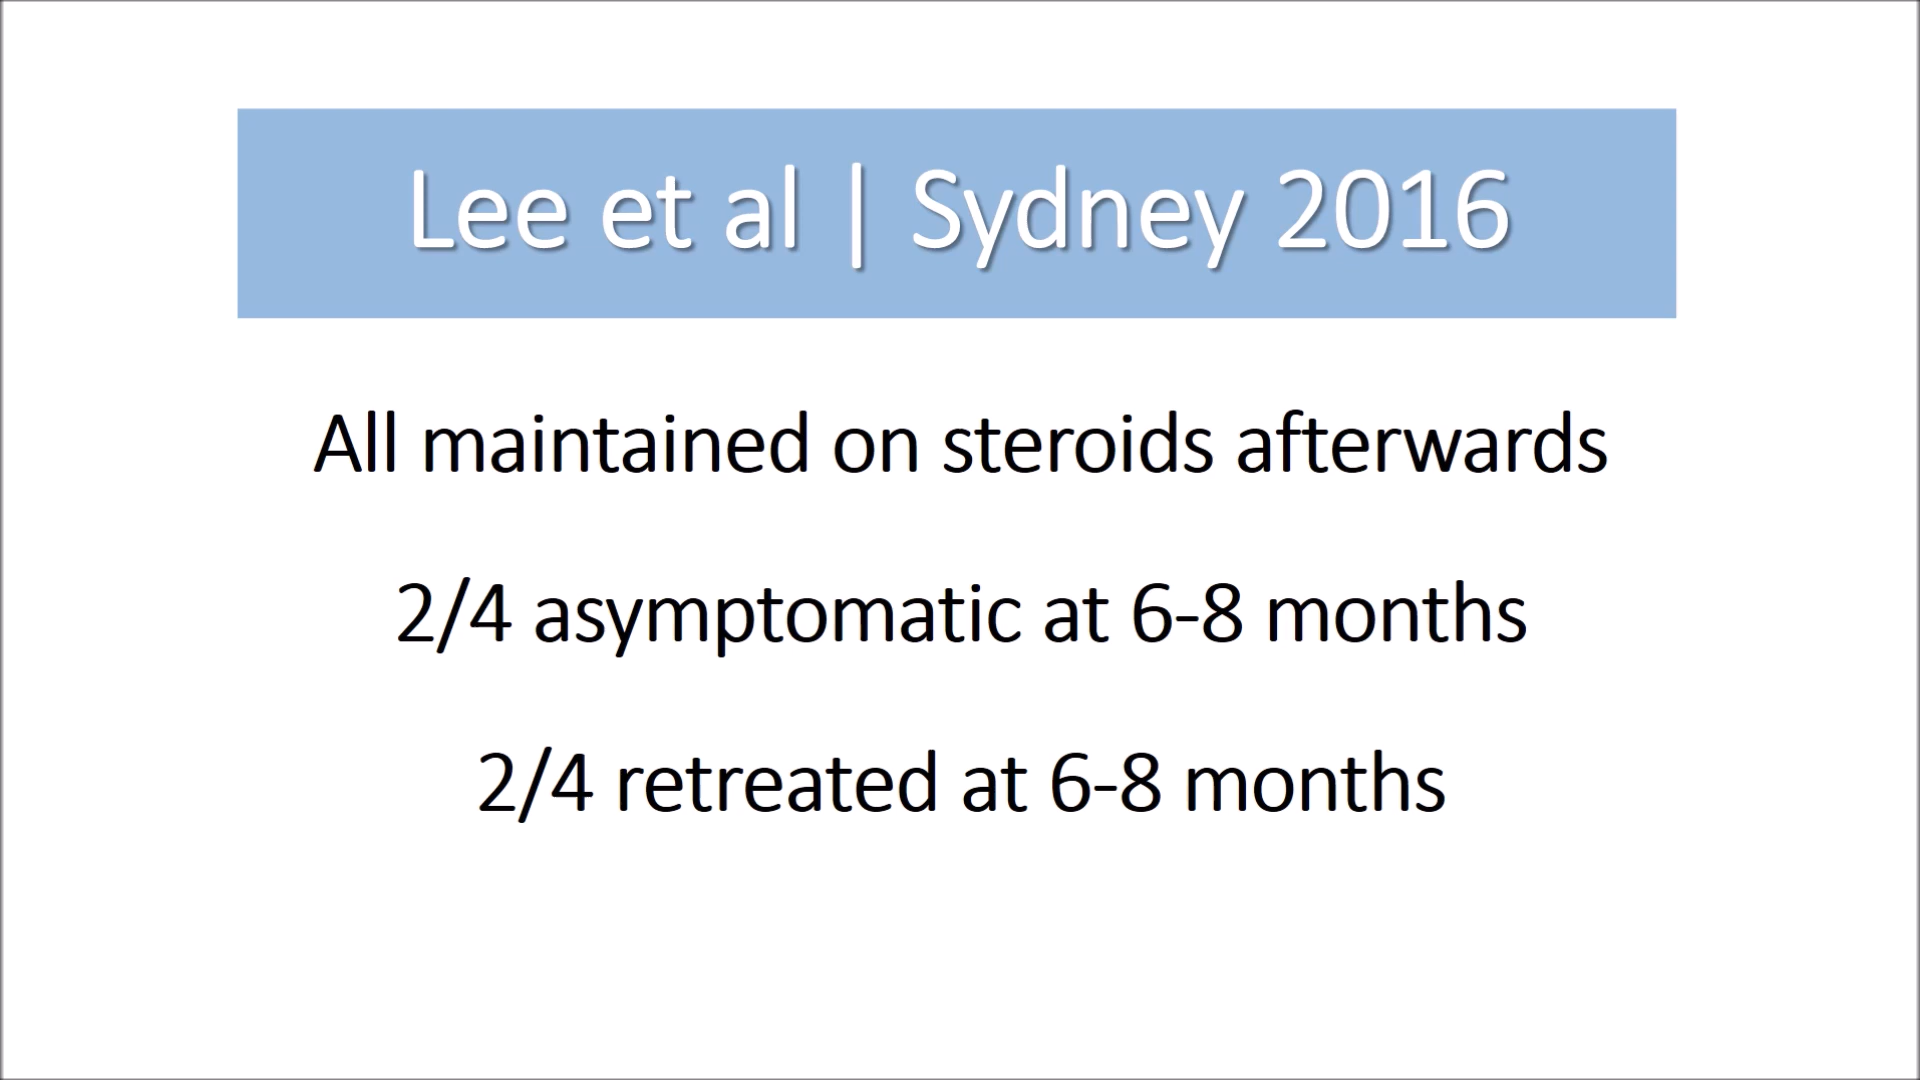 Lee et al | Sydney 2016
All maintained on steroids afterwards
2/4 asymptomatic at 6-8 months
2/4 retreated at 6-8 months